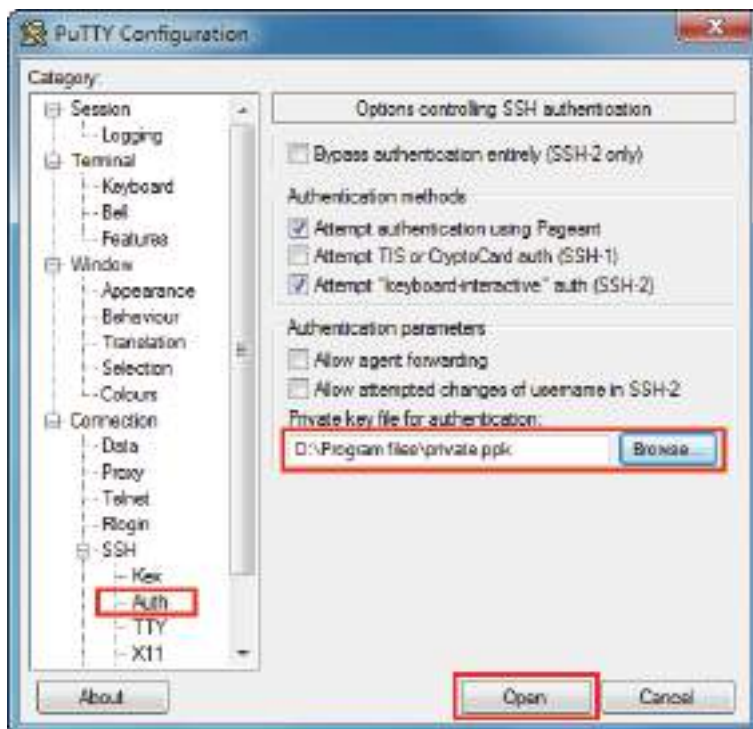 PuTTY Configuration
Category:
Session
Logging
Terminal
Keyboard
Bell
Features
Window
Appearance
Behaviour
Translation
Selection
Colours
Connection
Data
Proxy
Telnet
Rlogin
SSH
Kex
Auth
TTY
X11
Options controlling SSH authentication
Bypass authentication entirely (SSH-2 only)
Authentication methods
Attempt authentication using Pageant
Attempt TIS or CryptoCard auth (SSH-1)
Attempt "keyboard-interactive" auth (SSH-2)
Authentication parameters
Allow agent forwarding
Allow attempted changes of username in SSH-2
Private key file for authentication:
D:\Program files\private.ppk
Browse...
About
Open
Cancel